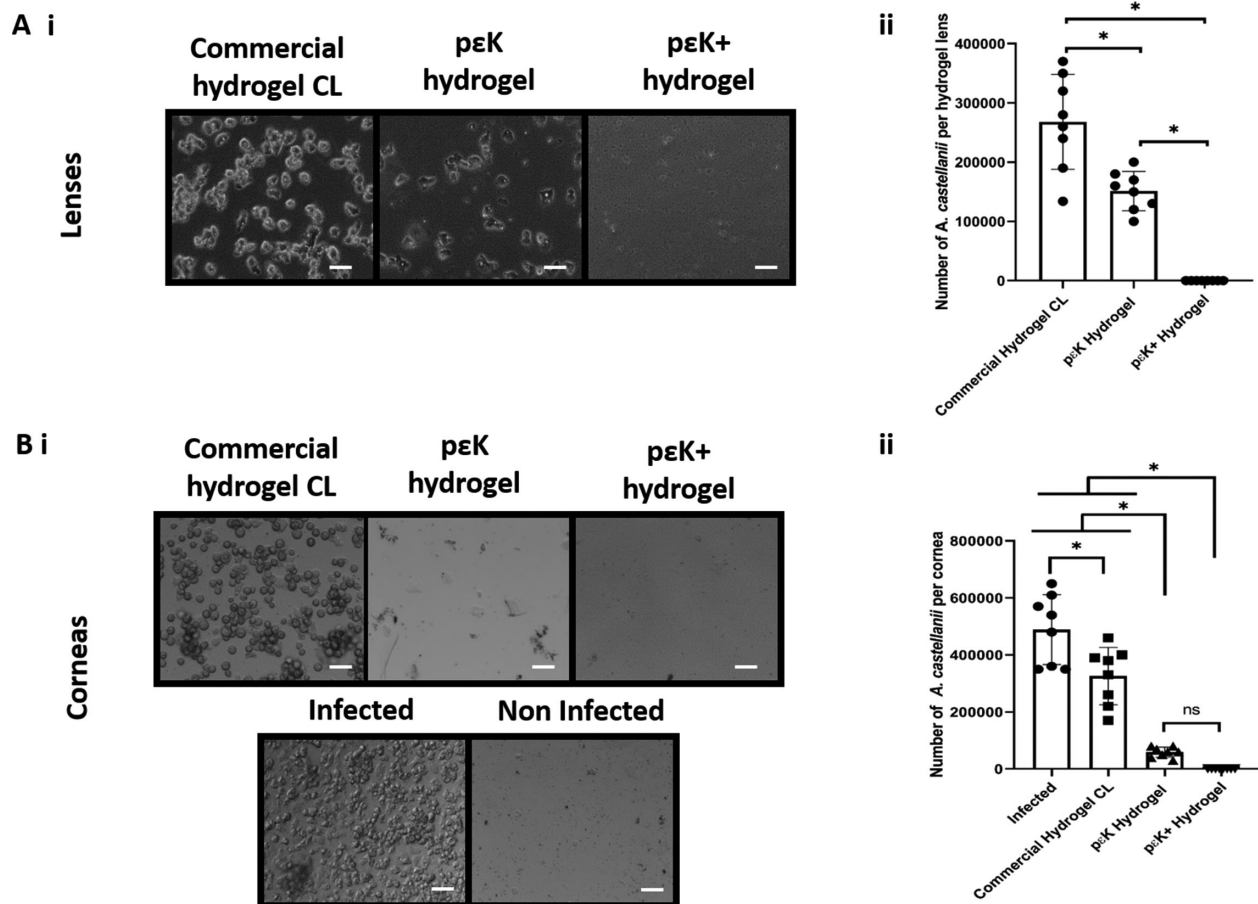 A i
Commercial
hydrogel CL
pεK
hydrogel
pεK+
hydrogel
Lenses
ii
Number of A. castellanii per hydrogel lens
400000
300000
200000
100000
0
*
*
*
Commercial Hydrogel CL
pεK Hydrogel
pεK+ Hydrogel
B i
Commercial
hydrogel CL
pεK
hydrogel
pεK+
hydrogel
Corneas
Infected
Non Infected
ii
Number of A. castellanii per cornea
800000
600000
400000
200000
0
*
*
*
ns
Infected
Commercial Hydrogel CL
pεK Hydrogel
pεK+ Hydrogel